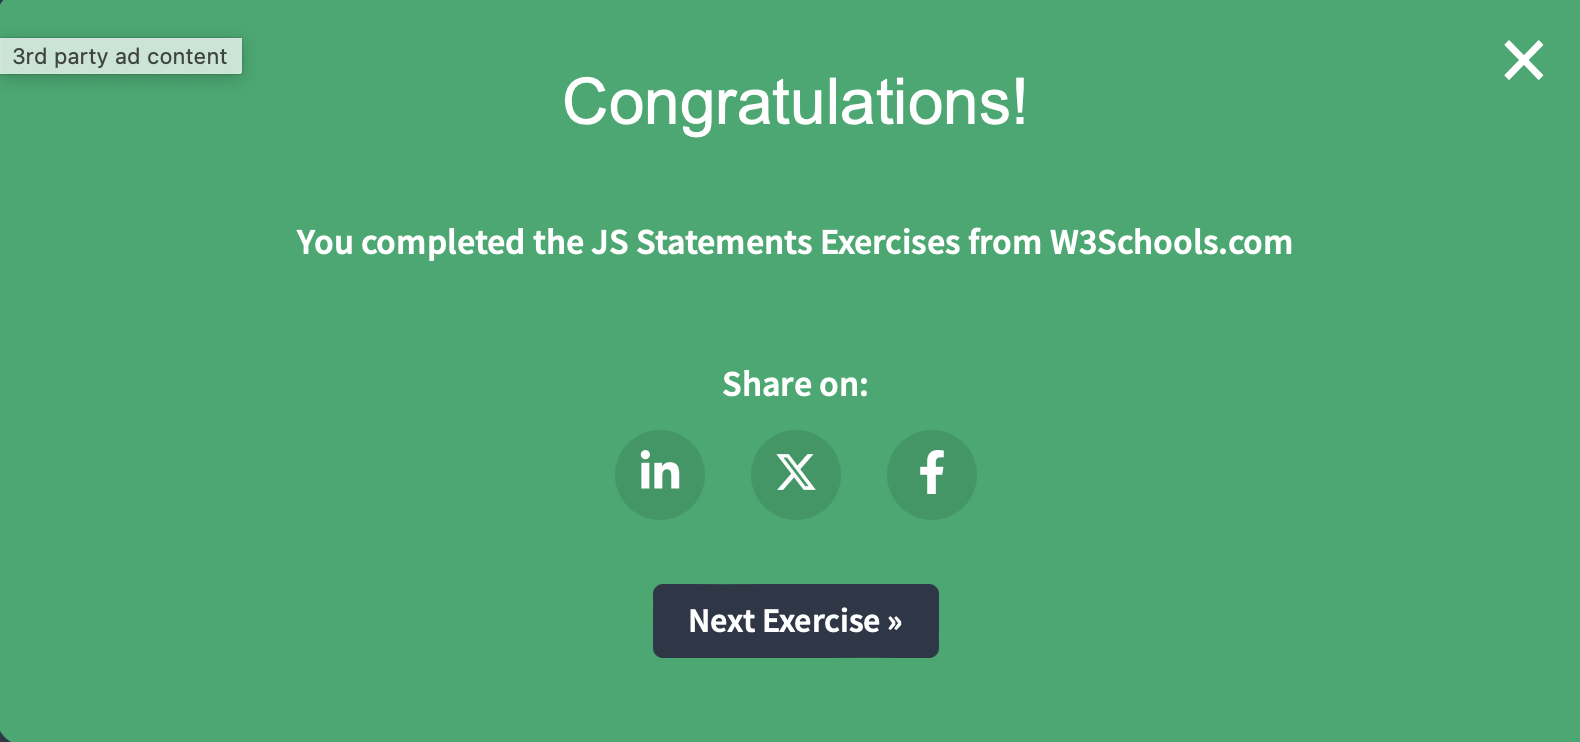 3rd party ad content
Congratulations!
You completed the JS Statements Exercises from W3Schools.com
Share on:
in X f
Next Exercise »